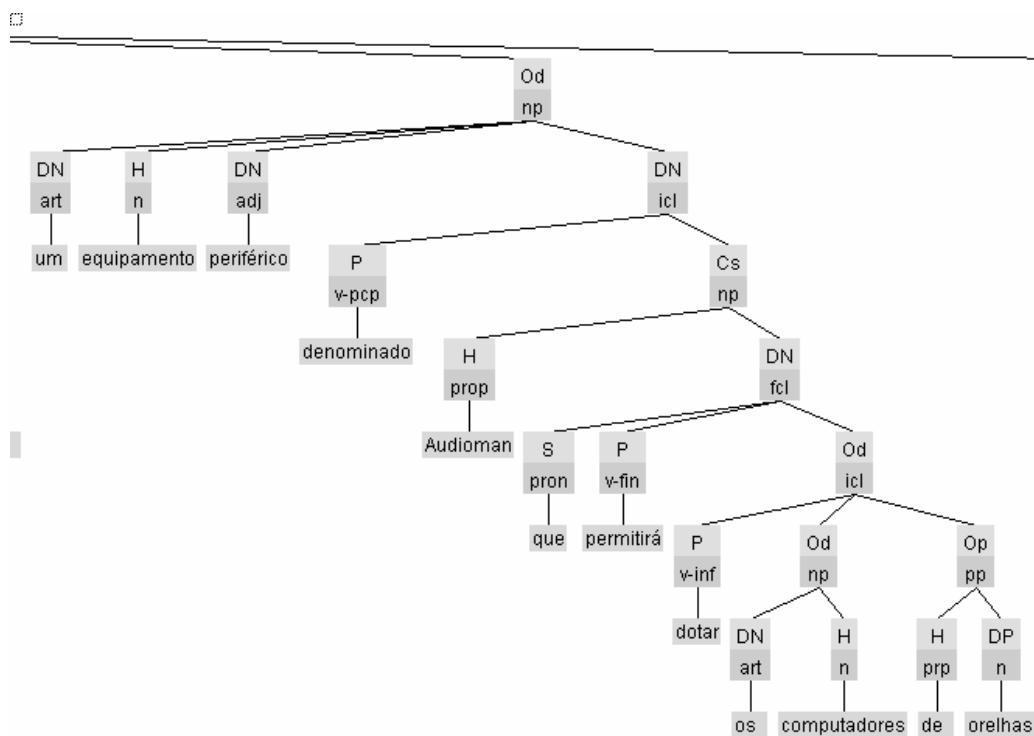 Od
np
DN H DN DN
art n adj icl
um equipamento periférico
P Cs
v-pcp np
denominado
H DN
prop fcl
Audioman
S P Od
pron v-fin icl
que permitirá
P Od Op
v-inf np pp
dotar
DN H H DP
art n prp n
os computadores de orelhas